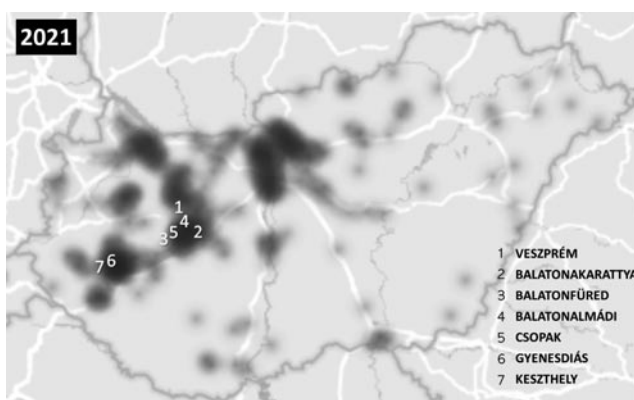 2021
1
4
5
2
3
6
7
1 VESZPRÉM
2 BALATONAKARATTYA
3 BALATONFÜRED
4 BALATONALMÁDI
5 CSOPAK
6 GYENESDIÁS
7 KESZTHELY